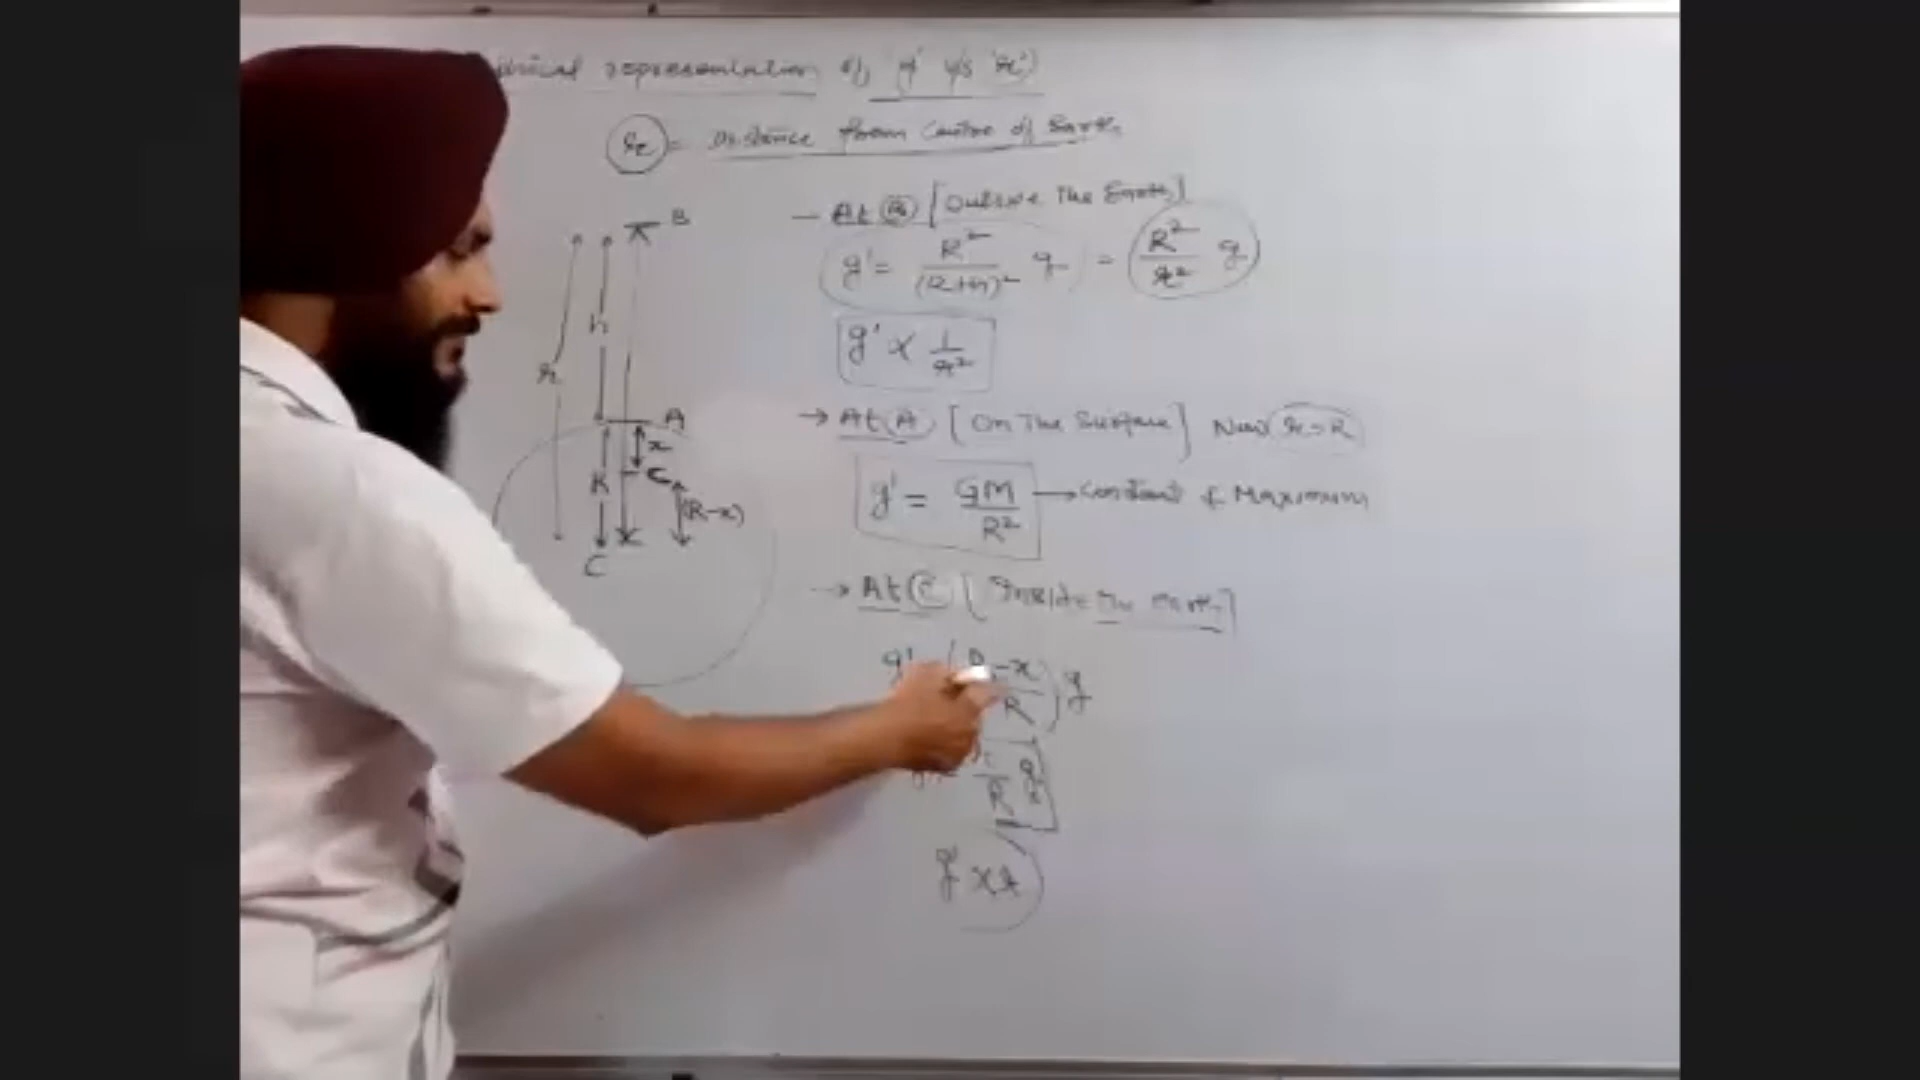 representation of g' v/s 'r')
r = Distance from Centre of Earth
B
h
r
A
x
C
R
(R-x)
C
- At B [Outside The Earth]
g' = R²/(R+h)² g = R²/r² g
g' ∝ 1/r²
→ At A [On The Surface] Now r = R
g' = GM/R² → Constant & Maximum
→ At C [Inside The Earth]
g' (R-x/R) g
R g
g' ∝ r